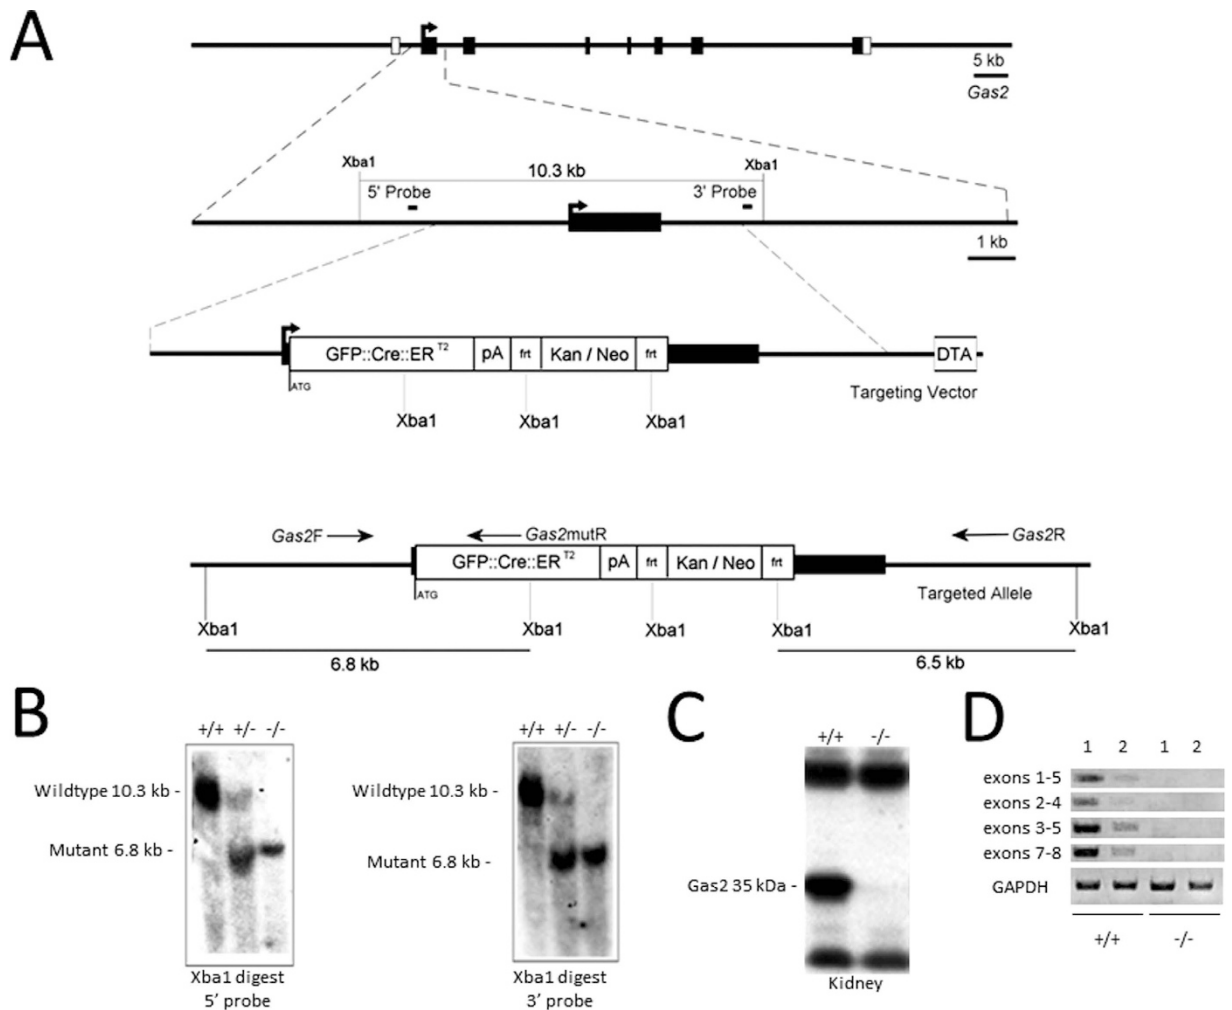 A
5 kb
Gas2
Xba1
Xba1
10.3 kb
5' Probe
3' Probe
1 kb
GFP::Cre::ER T2
pA
frt
Kan / Neo
frt
DTA
ATG
Targeting Vector
Xba1
Xba1
Xba1
Gas2F
Gas2mutR
Gas2R
GFP::Cre::ER T2
pA
frt
Kan / Neo
frt
ATG
Targeted Allele
Xba1
Xba1
Xba1
Xba1
Xba1
6.8 kb
6.5 kb
B
+/+ +/- -/-
Wildtype 10.3 kb -
Mutant 6.8 kb -
Xba1 digest
5' probe
+/+ +/- -/-
Wildtype 10.3 kb -
Mutant 6.8 kb -
Xba1 digest
3' probe
C
+/+ -/-
Gas2 35 kDa -
Kidney
D
1 2 1 2
exons 1-5
exons 2-4
exons 3-5
exons 7-8
GAPDH
+/+ -/-